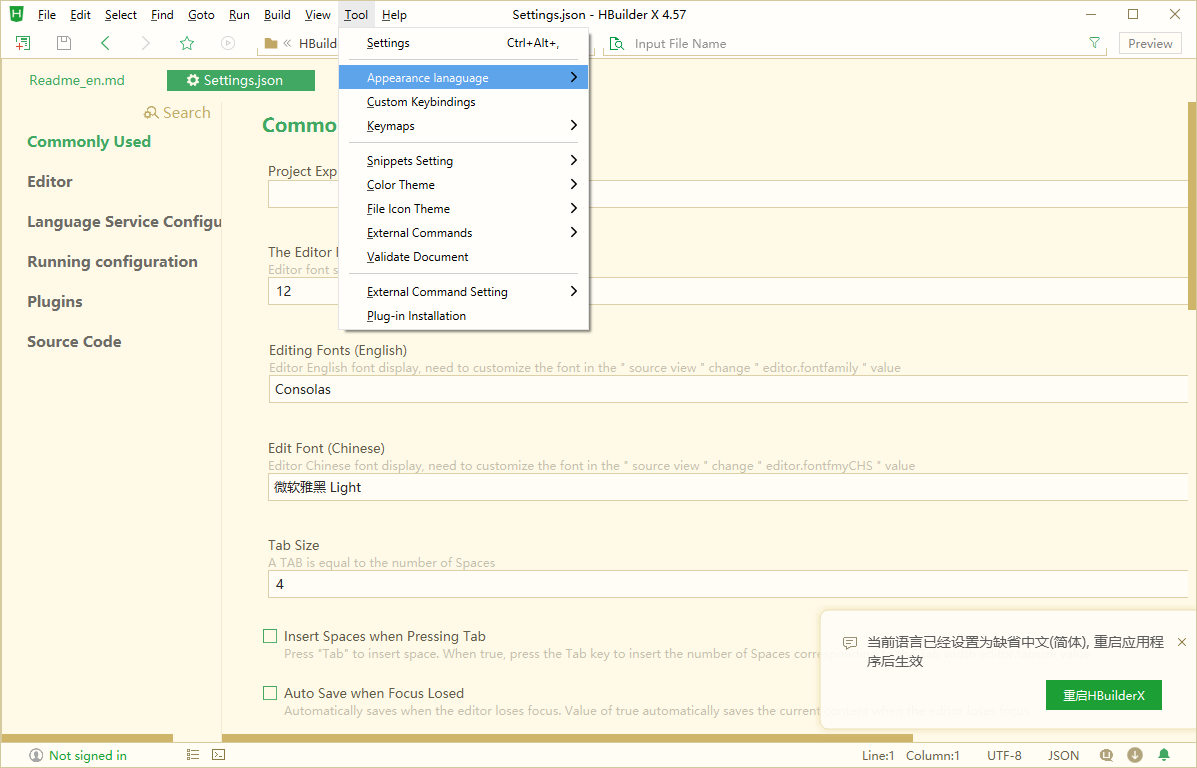 File Edit Select Find Goto Run Build View Tool Help
Settings.json - HBuilder X 4.57
HBuild
Input File Name
Preview
Readme_en.md
Settings.json
Search
Commonly Used
Editor
Language Service Configu
Running configuration
Plugins
Source Code
Settings Ctrl+Alt+,
Appearance lanaguage
Custom Keybindings
Keymaps
Snippets Setting
Color Theme
File Icon Theme
External Commands
Validate Document
External Command Setting
Plug-in Installation
Commo
Project Exp
The Editor
Editor font s
12
Editing Fonts (English)
Editor English font display, need to customize the font in the " source view " change " editor.fontfamily " value
Consolas
Edit Font (Chinese)
Editor Chinese font display, need to customize the font in the " source view " change " editor.fontfmyCHS " value
微软雅黑 Light
Tab Size
A TAB is equal to the number of Spaces
4
Insert Spaces when Pressing Tab
Press "Tab" to insert space. When true, press the Tab key to insert the number of Spaces corre
Auto Save when Focus Losed
Automatically saves when the editor loses focus. Value of true automatically saves the current
当前语言已经设置为缺省中文(简体), 重启应用程
序后生效
重启HBuilderX
Not signed in
Line:1 Column:1 UTF-8 JSON